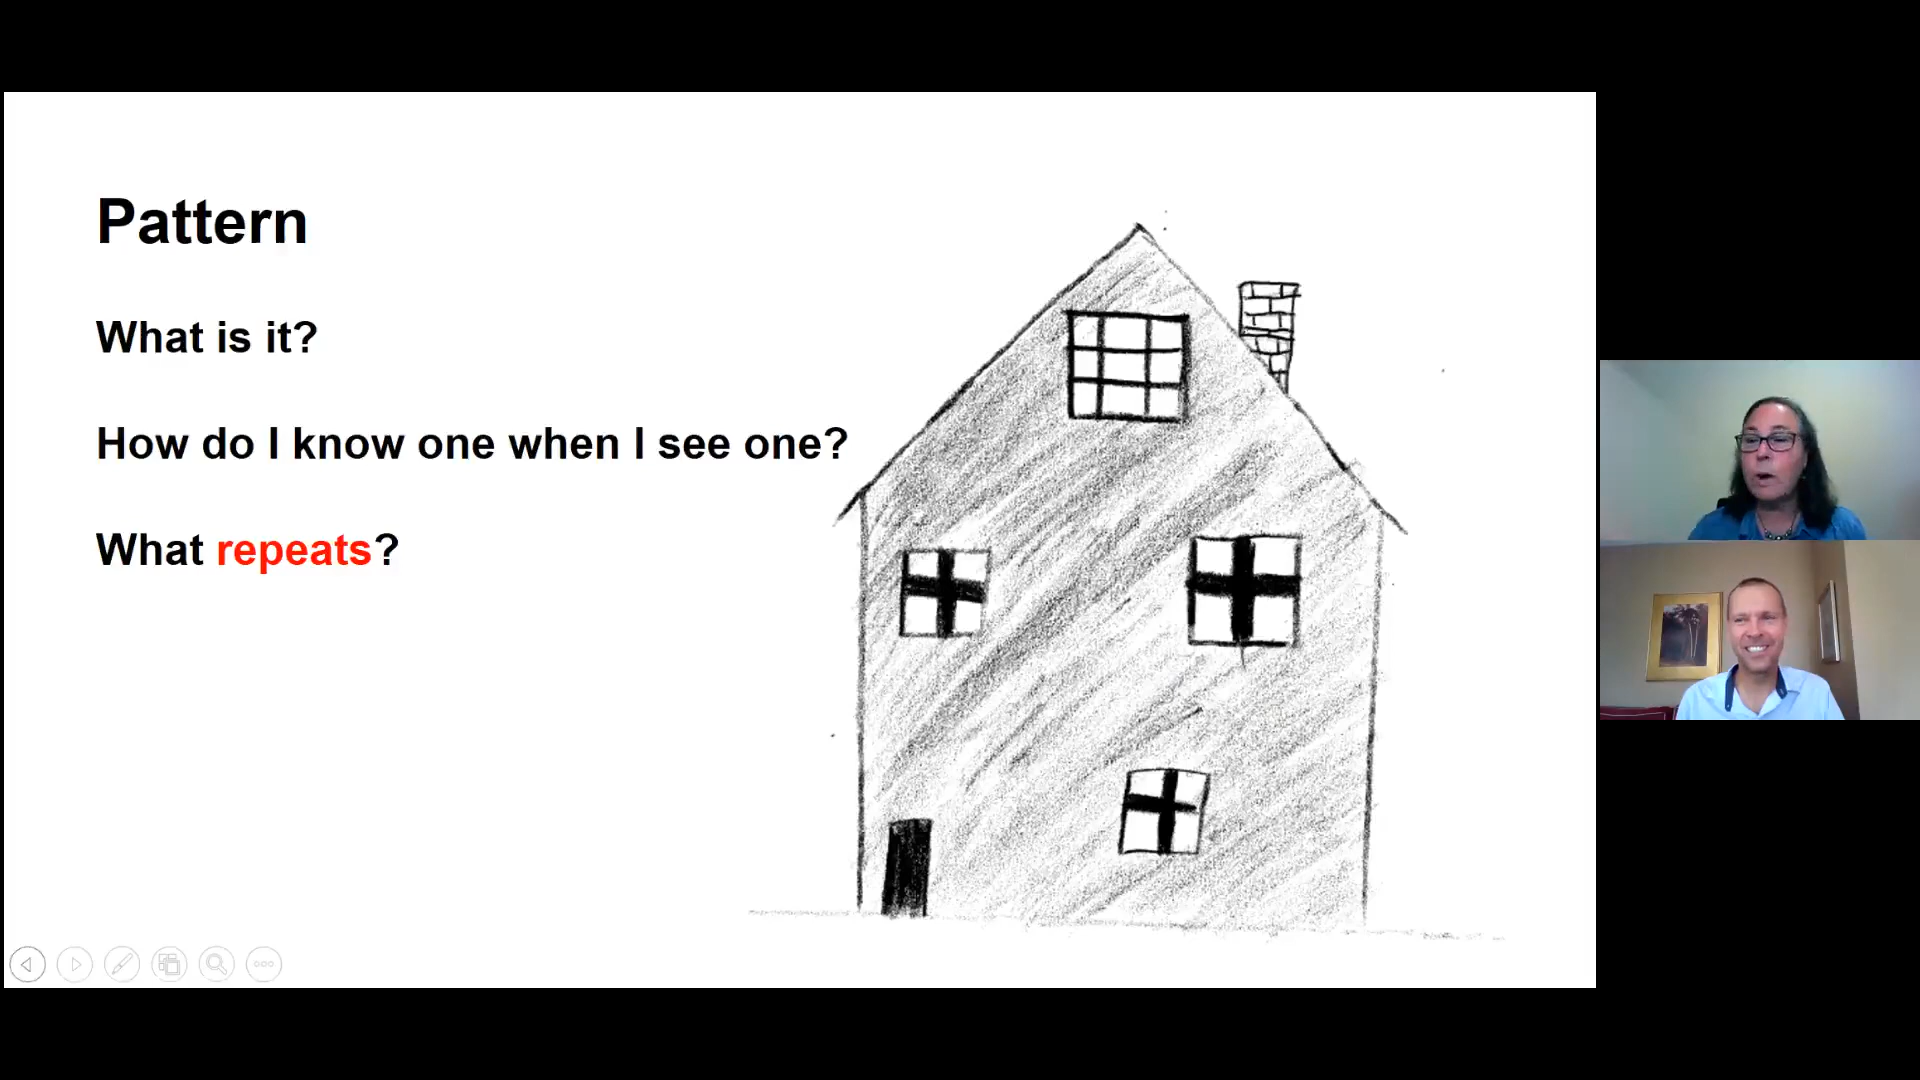 Pattern
What is it?
How do I know one when I see one?
What repeats?